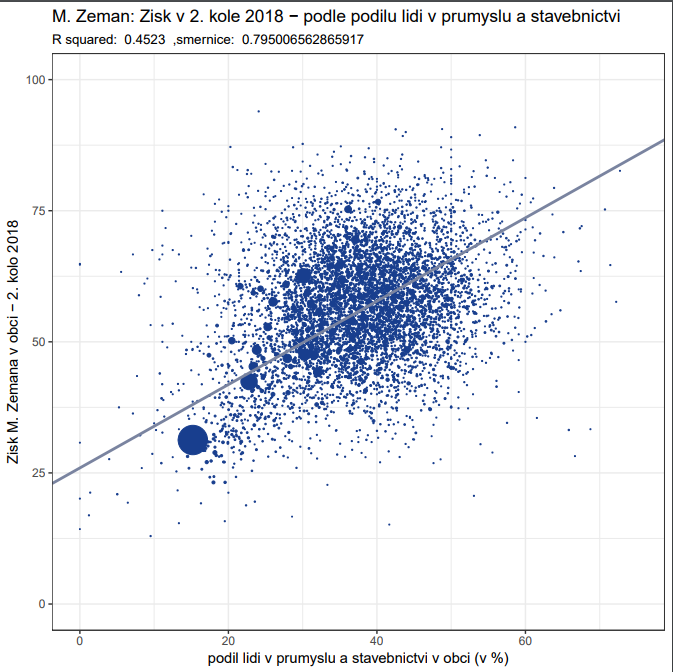 M. Zeman: Zisk v 2. kole 2018 − podle podilu lidi v prumyslu a stavebnictvi
R squared: 0.4523 ,smernice: 0.795006562865917
100
75
50
25
0
Zisk M. Zemana v obci − 2. kolo 2018
0 20 40 60
podil lidi v prumyslu a stavebnictvi v obci (v %)